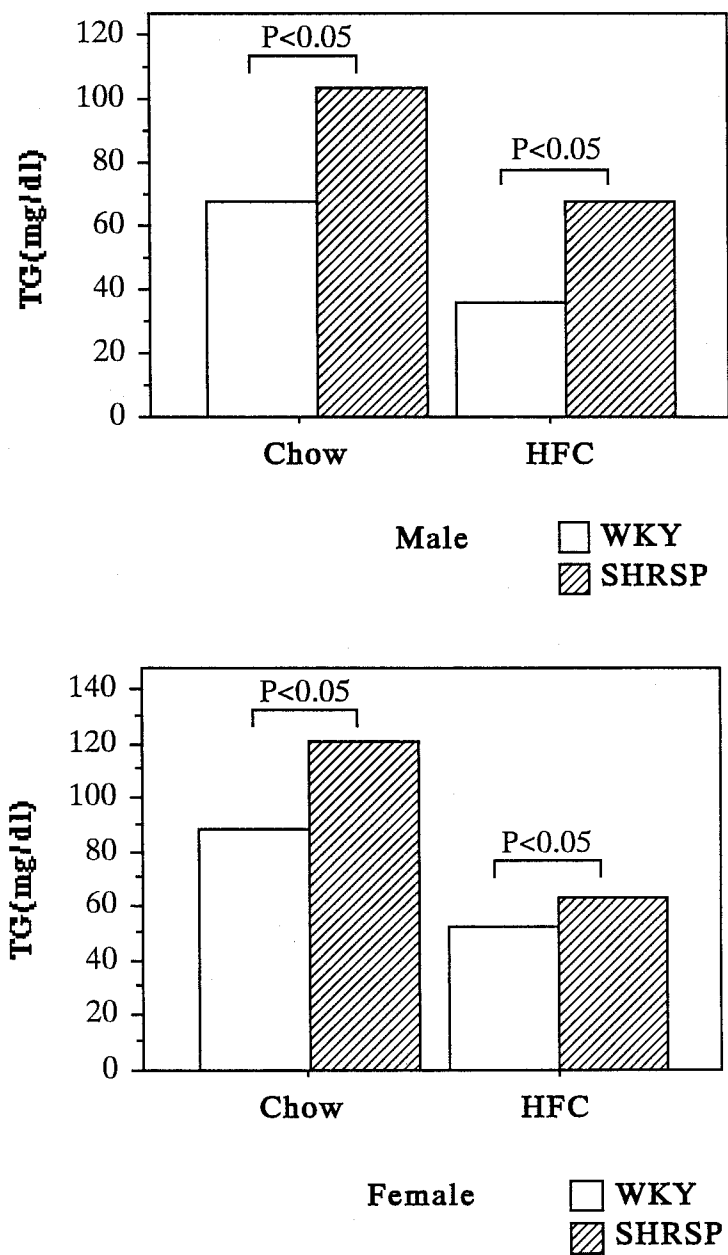 120
P<0.05
100
P<0.05
80
60
40
20
0
TG(mg/dl)
Chow HFC
Male WKY
SHRSP
140
P<0.05
120
100
P<0.05
80
60
40
20
0
TG(mg/dl)
Chow HFC
Female WKY
SHRSP